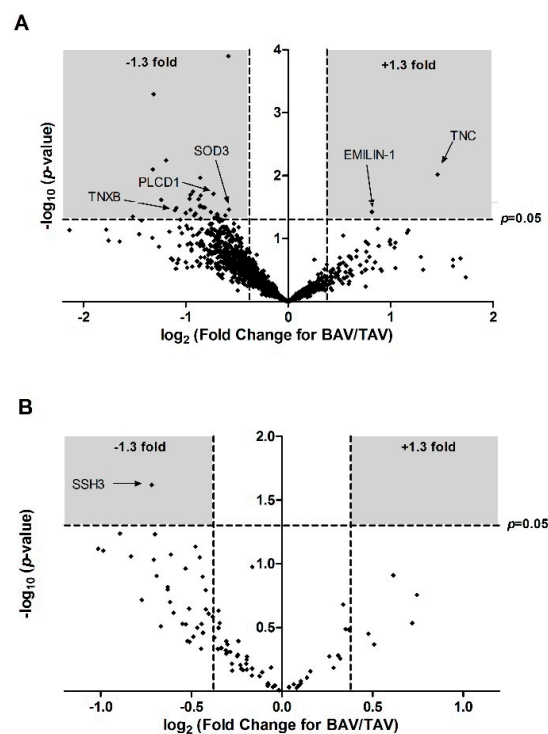 A
-1.3 fold
+1.3 fold
SOD3
PLCD1
TNXB
EMILIN-1
TNC
p=0.05
-log10 (p-value)
4
3
2
1
-2
-1
0
1
2
log2 (Fold Change for BAV/TAV)
B
-1.3 fold
+1.3 fold
SSH3
p=0.05
-log10 (p-value)
2.0
1.5
1.0
0.5
-1.0
-0.5
0.0
0.5
1.0
log2 (Fold Change for BAV/TAV)